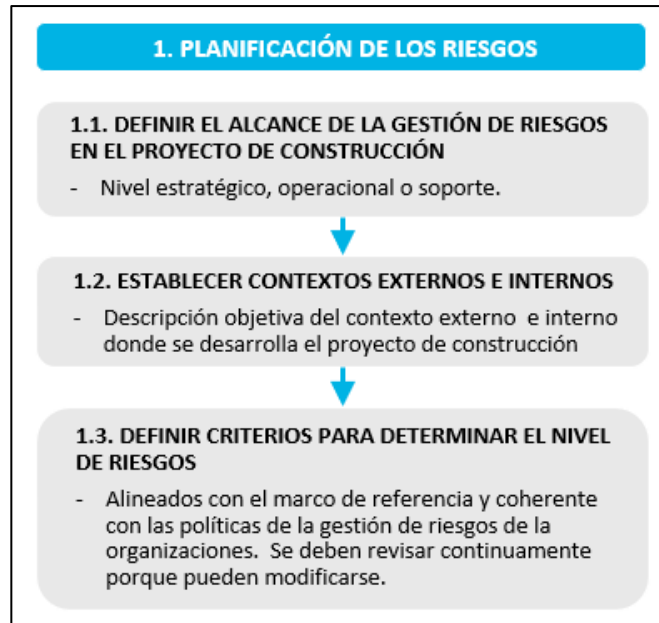 1. PLANIFICACIÓN DE LOS RIESGOS
1.1. DEFINIR EL ALCANCE DE LA GESTIÓN DE RIESGOS
EN EL PROYECTO DE CONSTRUCCIÓN
- Nivel estratégico, operacional o soporte.
1.2. ESTABLECER CONTEXTOS EXTERNOS E INTERNOS
- Descripción objetiva del contexto externo e interno
donde se desarrolla el proyecto de construcción
1.3. DEFINIR CRITERIOS PARA DETERMINAR EL NIVEL
DE RIESGOS
- Alineados con el marco de referencia y coherente
con las políticas de la gestión de riesgos de la
organizaciones. Se deben revisar continuamente
porque pueden modificarse.